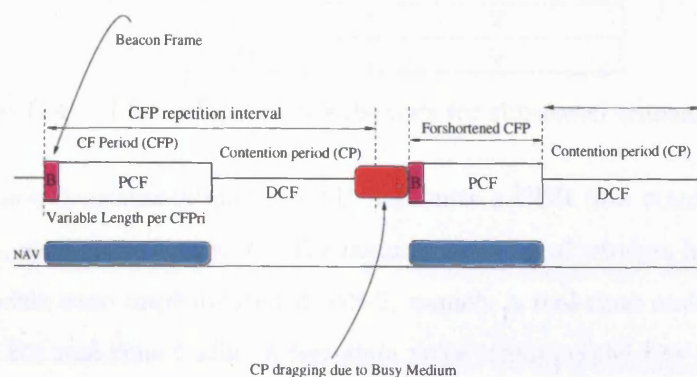 Beacon Frame
CFP repetition interval
Forshortened CFP
CF Period (CFP)
Contention period (CP)
Contention period (CP)
B
PCF
DCF
B
PCF
DCF
Variable Length per CFPri
NAV
CP dragging due to Busy Medium